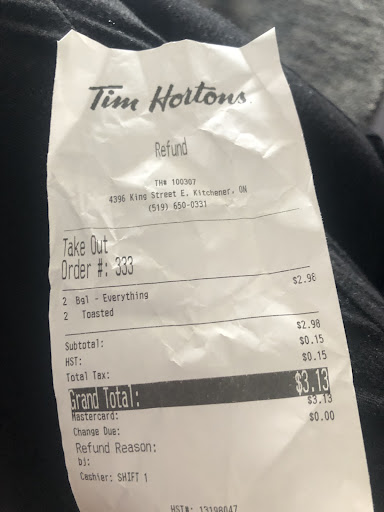 Tim Hortons
Refund
TH# 100307
4396 King Street E, Kitchener, ON
(519) 650-0331
Take Out
Order #: 333
2 Bgl - Everything $2.98
2 Toasted
Subtotal: $2.98
HST: $0.15
Total Tax: $0.15
Grand Total: $3.13
Mastercard: $3.13
Change Due: $0.00
Refund Reason:
bj:
Cashier: SHIFT 1
HST#: 13198047